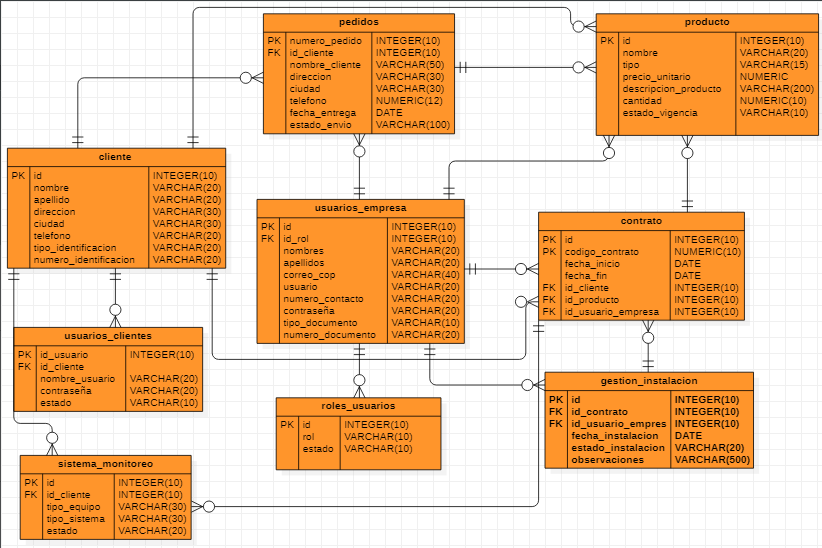 pedidos
PK numero_pedido INTEGER(10)
FK id_cliente INTEGER(10)
nombre_cliente VARCHAR(50)
direccion VARCHAR(30)
ciudad VARCHAR(30)
telefono NUMERIC(12)
fecha_entrega DATE
estado_envio VARCHAR(100)
producto
PK id INTEGER(10)
nombre VARCHAR(20)
tipo VARCHAR(15)
precio_unitario NUMERIC
descripcion_producto VARCHAR(200)
cantidad NUMERIC(10)
estado_vigencia VARCHAR(10)
cliente
PK id INTEGER(10)
nombre VARCHAR(20)
apellido VARCHAR(20)
direccion VARCHAR(30)
ciudad VARCHAR(30)
telefono VARCHAR(20)
tipo_identificacion VARCHAR(20)
numero_identificacion VARCHAR(20)
usuarios_empresa
PK id INTEGER(10)
FK id_rol INTEGER(10)
nombres VARCHAR(20)
apellidos VARCHAR(20)
correo_cop VARCHAR(40)
usuario VARCHAR(20)
numero_contacto VARCHAR(20)
contraseña VARCHAR(20)
tipo_documento VARCHAR(10)
numero_documento VARCHAR(20)
contrato
PK id INTEGER(10)
PK codigo_contrato NUMERIC(10)
fecha_inicio DATE
fecha_fin DATE
FK id_cliente INTEGER(10)
FK id_producto INTEGER(10)
FK id_usuario_empresa INTEGER(10)
usuarios_clientes
PK id_usuario INTEGER(10)
FK id_cliente
nombre_usuario VARCHAR(20)
contraseña VARCHAR(20)
estado VARCHAR(10)
roles_usuarios
PK id INTEGER(10)
rol VARCHAR(10)
estado VARCHAR(10)
gestion_instalacion
PK id INTEGER(10)
FK id_contrato INTEGER(10)
FK id_usuario_empres INTEGER(10)
fecha_instalacion DATE
estado_instalacion VARCHAR(20)
observaciones VARCHAR(500)
sistema_monitoreo
PK id INTEGER(10)
FK id_cliente INTEGER(10)
tipo_equipo VARCHAR(30)
tipo_sistema VARCHAR(30)
estado VARCHAR(20)